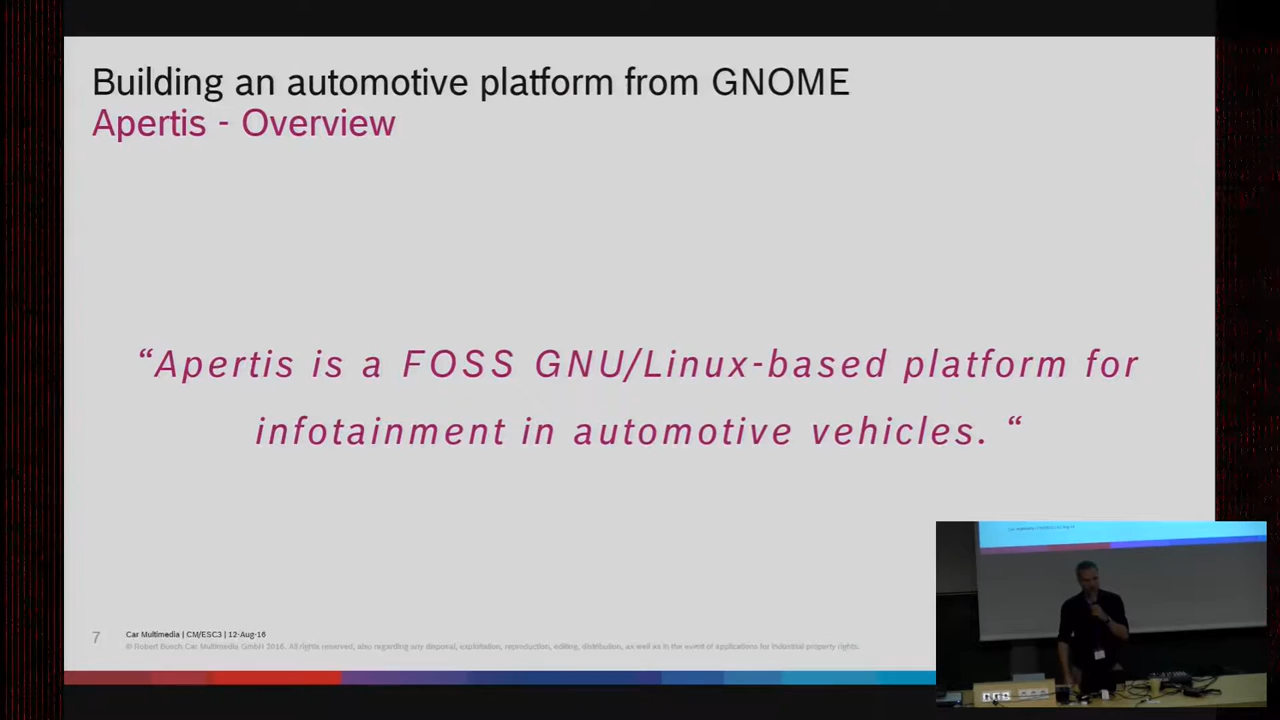 Building an automotive platform from GNOME
Apertis - Overview
“Apertis is a FOSS GNU/Linux-based platform for
infotainment in automotive vehicles. “
7
Car Multimedia | CM/ESC3 | 12-Aug-16
© Robert Bosch Car Multimedia GmbH 2016. All rights reserved, also regarding any disposal, exploitation, reproduction, editing, distribution, as well as in the event of applications for industrial property rights.